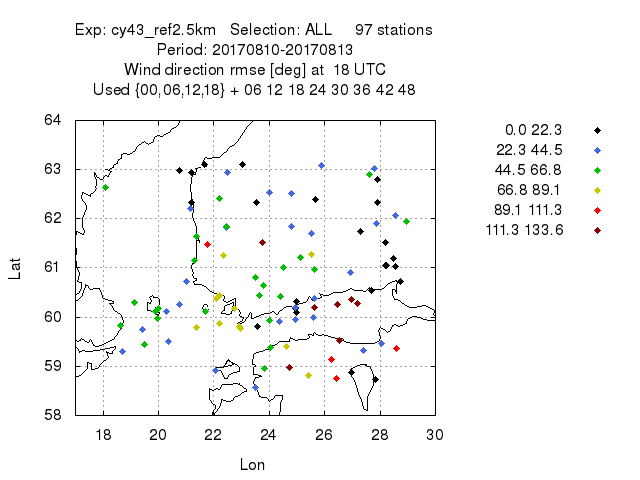 Exp: cy43_ref2.5km   Selection: ALL     97 stations
Period: 20170810-20170813
Wind direction rmse [deg] at  18 UTC
Used {00,06,12,18} + 06 12 18 24 30 36 42 48
64
63
62
61
60
59
58
Lat
18 20 22 24 26 28 30
Lon
0.0 22.3
22.3 44.5
44.5 66.8
66.8 89.1
89.1 111.3
111.3 133.6